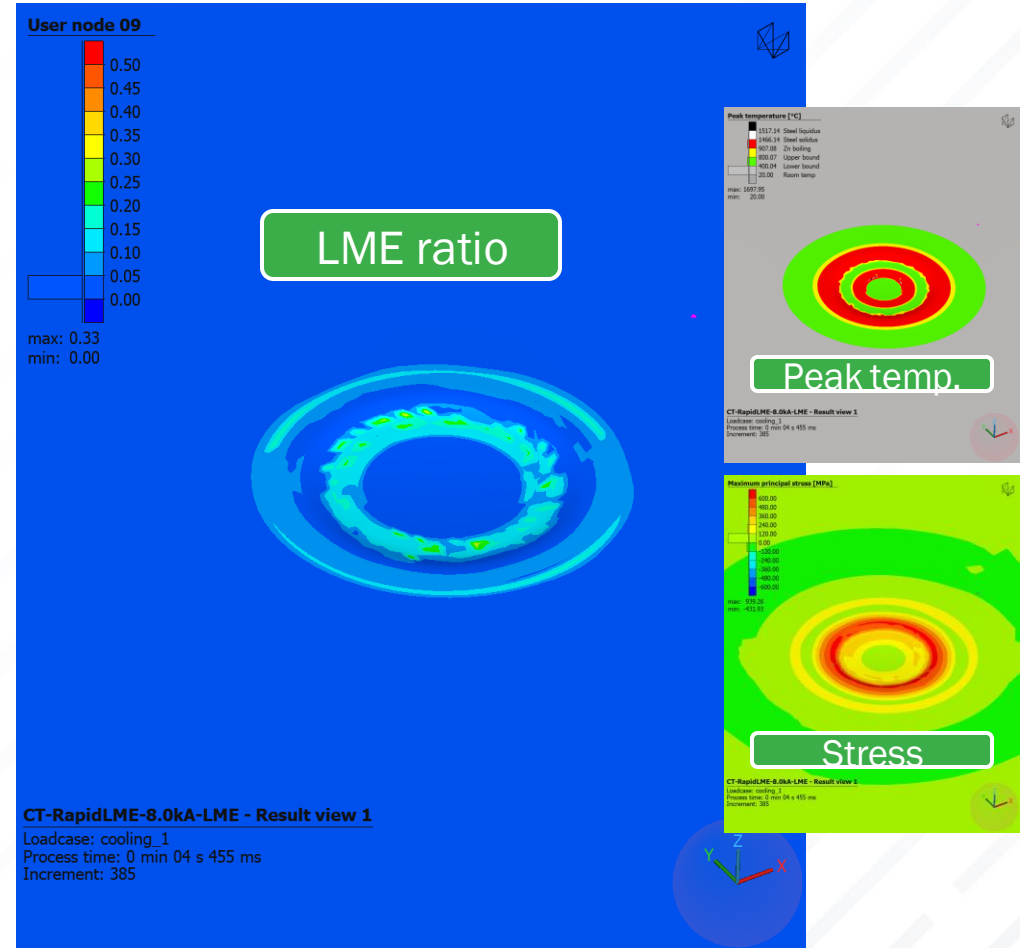 User node 09
0.50
0.45
0.40
0.35
0.30
0.25
0.20
0.15
0.10
0.05
0.00
max: 0.33
min: 0.00
LME ratio
CT-RapidLME-8.0kA-LME - Result view 1
Loadcase: cooling_1
Process time: 0 min 04 s 455 ms
Increment: 385
Z
Y
X
Peak temperature [°C]
1517.14 Steel liquidus
1466.14 Steel solidus
907.08 Zn boiling
800.07 Upper bound
400.04 Lower bound
20.00 Room temp
max: 1697.95
min: 20.00
Peak temp.
CT-RapidLME-8.0kA-LME - Result view 1
Loadcase: cooling_1
Process time: 0 min 04 s 455 ms
Increment: 385
Maximum principal stress [MPa]
600.00
480.00
360.00
240.00
120.00
0.00
-120.00
-240.00
-360.00
-480.00
-600.00
max: 939.26
min: -431.93
Stress
CT-RapidLME-8.0kA-LME - Result view 1
Loadcase: cooling_1
Process time: 0 min 04 s 455 ms
Increment: 385